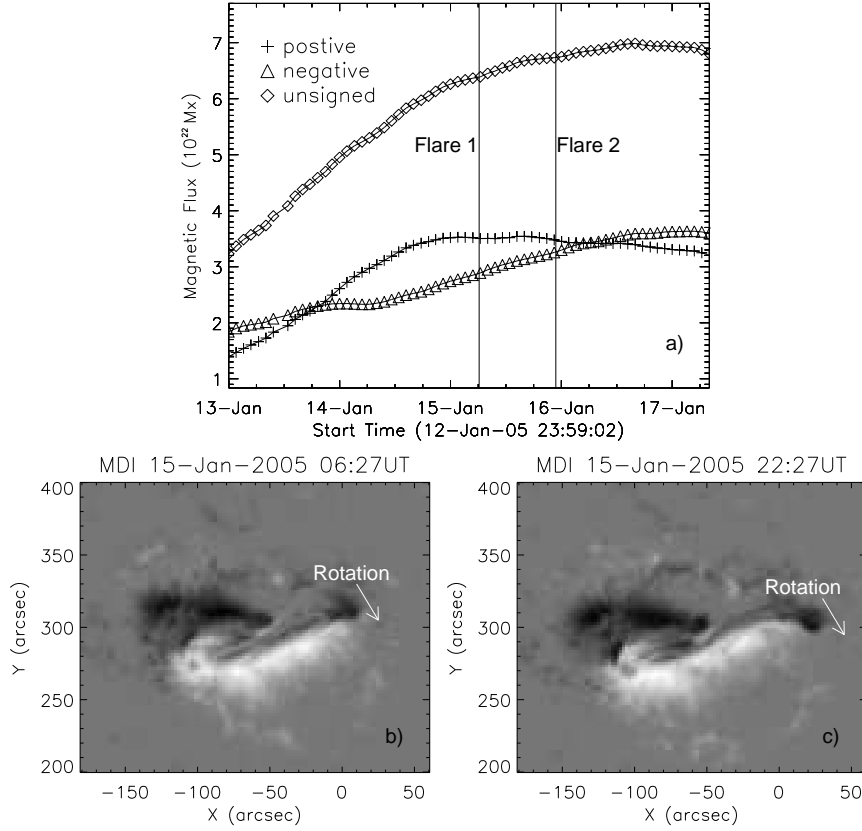 7
6
5
4
3
2
1
Magnetic Flux (10²² Mx)
postive
negative
unsigned
Flare 1
Flare 2
a)
13-Jan 14-Jan 15-Jan 16-Jan 17-Jan
Start Time (12-Jan-05 23:59:02)
MDI 15-Jan-2005 06:27UT
400
350
300
250
200
Y (arcsec)
Rotation
b)
-150 -100 -50 0 50
X (arcsec)
MDI 15-Jan-2005 22:27UT
400
350
300
250
200
Y (arcsec)
Rotation
c)
-150 -100 -50 0 50
X (arcsec)